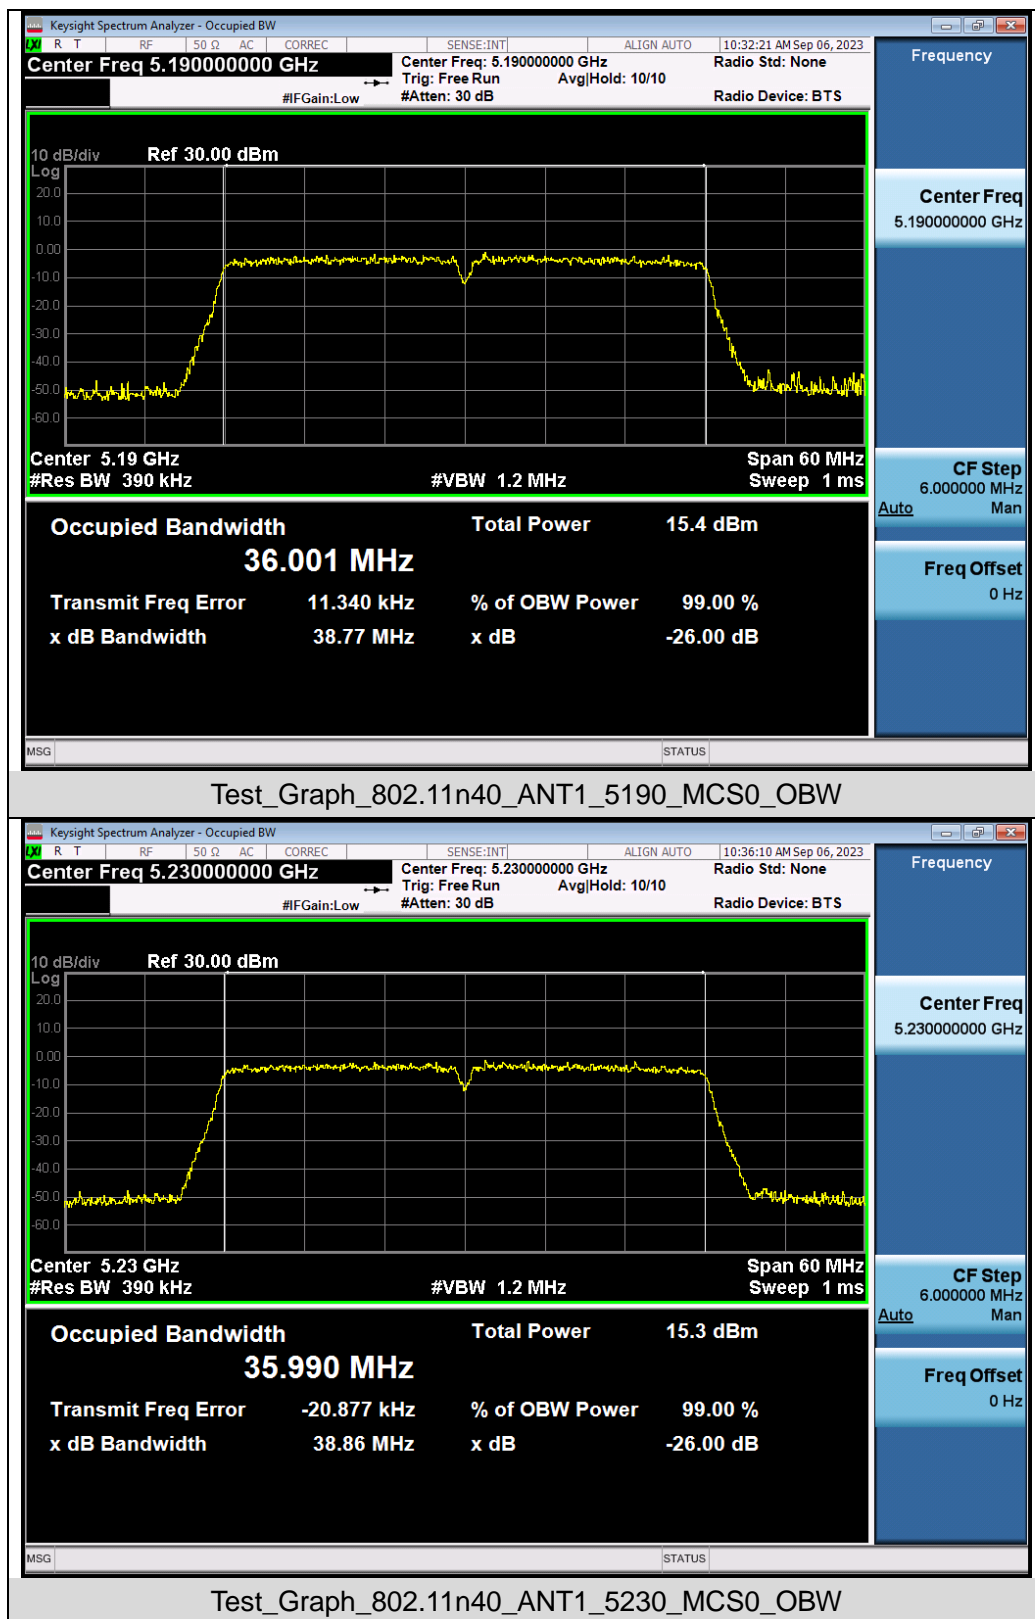 Keysight Spectrum Analyzer - Occupied BW
LXI R T RF 50 Ω AC CORREC SENSE:INT ALIGN AUTO 10:32:21 AM Sep 06, 2023
Center Freq 5.190000000 GHz
Center Freq: 5.190000000 GHz
Radio Std: None
Trig: Free Run Avg|Hold: 10/10
#IFGain:Low
#Atten: 30 dB
Radio Device: BTS
Frequency
10 dB/div Ref 30.00 dBm
Log
20.0
10.0
0.00
-10.0
-20.0
-30.0
-40.0
-50.0
-60.0
Center Freq
5.190000000 GHz
Center 5.19 GHz Span 60 MHz
#Res BW 390 kHz #VBW 1.2 MHz Sweep 1 ms
CF Step
6.000000 MHz
Auto Man
Occupied Bandwidth Total Power 15.4 dBm
36.001 MHz
Transmit Freq Error 11.340 kHz % of OBW Power 99.00 %
x dB Bandwidth 38.77 MHz x dB -26.00 dB
Freq Offset
0 Hz
MSG STATUS
Test_Graph_802.11n40_ANT1_5190_MCS0_OBW
Keysight Spectrum Analyzer - Occupied BW
LXI R T RF 50 Ω AC CORREC SENSE:INT ALIGN AUTO 10:36:10 AM Sep 06, 2023
Center Freq 5.230000000 GHz
Center Freq: 5.230000000 GHz
Radio Std: None
Trig: Free Run Avg|Hold: 10/10
#IFGain:Low
#Atten: 30 dB
Radio Device: BTS
Frequency
10 dB/div Ref 30.00 dBm
Log
20.0
10.0
0.00
-10.0
-20.0
-30.0
-40.0
-50.0
-60.0
Center Freq
5.230000000 GHz
Center 5.23 GHz Span 60 MHz
#Res BW 390 kHz #VBW 1.2 MHz Sweep 1 ms
CF Step
6.000000 MHz
Auto Man
Occupied Bandwidth Total Power 15.3 dBm
35.990 MHz
Transmit Freq Error -20.877 kHz % of OBW Power 99.00 %
x dB Bandwidth 38.86 MHz x dB -26.00 dB
Freq Offset
0 Hz
MSG STATUS
Test_Graph_802.11n40_ANT1_5230_MCS0_OBW